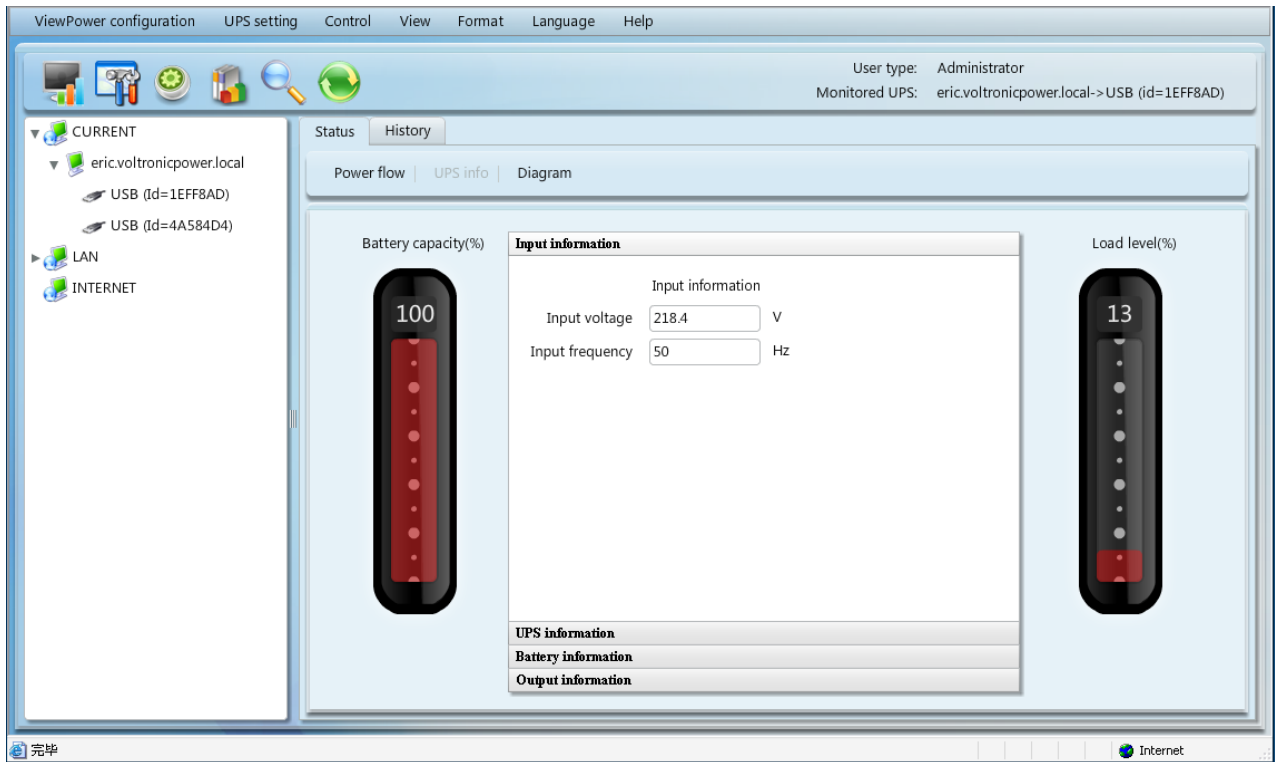 ViewPower configuration UPS setting Control View Format Language Help
User type: Administrator
Monitored UPS: eric.voltronicpower.local->USB (id=1EFF8AD)
CURRENT
eric.voltronicpower.local
USB (Id=1EFF8AD)
USB (Id=4A584D4)
LAN
INTERNET
Status History
Power flow UPS info Diagram
Battery capacity(%)
100
Input information
Input information
Input voltage 218.4 V
Input frequency 50 Hz
UPS information
Battery information
Output information
Load level(%)
13
完毕 Internet